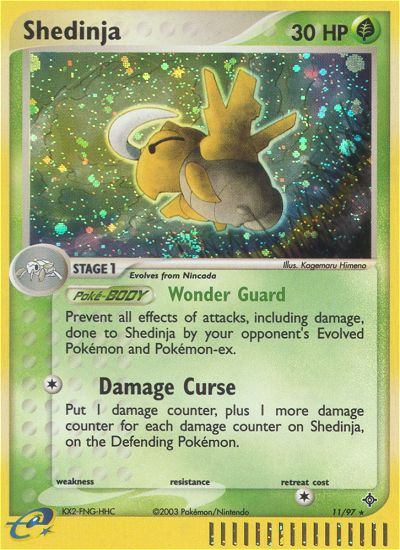 Shedinja 30 HP
Illus. Kagemaru Himeno
STAGE 1
Evolves from Nincada
Poké-BODY Wonder Guard
Prevent all effects of attacks, including damage,
done to Shedinja by your opponent's Evolved
Pokémon and Pokémon-ex.
Damage Curse
Put 1 damage counter, plus 1 more damage
counter for each damage counter on Shedinja,
on the Defending Pokémon.
weakness resistance retreat cost
KX2-FNG-HHC ©2003 Pokémon/Nintendo 11/97 ★
e